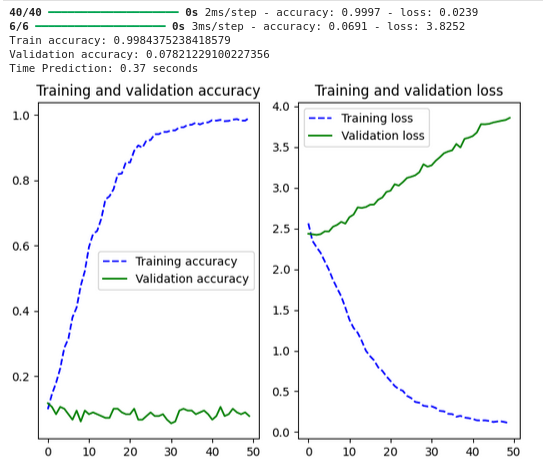 40/40 ━━━━━━━━━━━━━━━━━━━━ 0s 2ms/step - accuracy: 0.9997 - loss: 0.0239
6/6 ━━━━━━━━━━━━━━━━━━━━ 0s 3ms/step - accuracy: 0.0691 - loss: 3.8252
Train accuracy: 0.9984375238418579
Validation accuracy: 0.07821229100227356
Time Prediction: 0.37 seconds
Training and validation accuracy
1.0
0.8
0.6
0.4
0.2
Training accuracy
Validation accuracy
0 10 20 30 40 50
Training and validation loss
4.0
3.5
3.0
2.5
2.0
1.5
1.0
0.5
0.0
Training loss
Validation loss
0 10 20 30 40 50